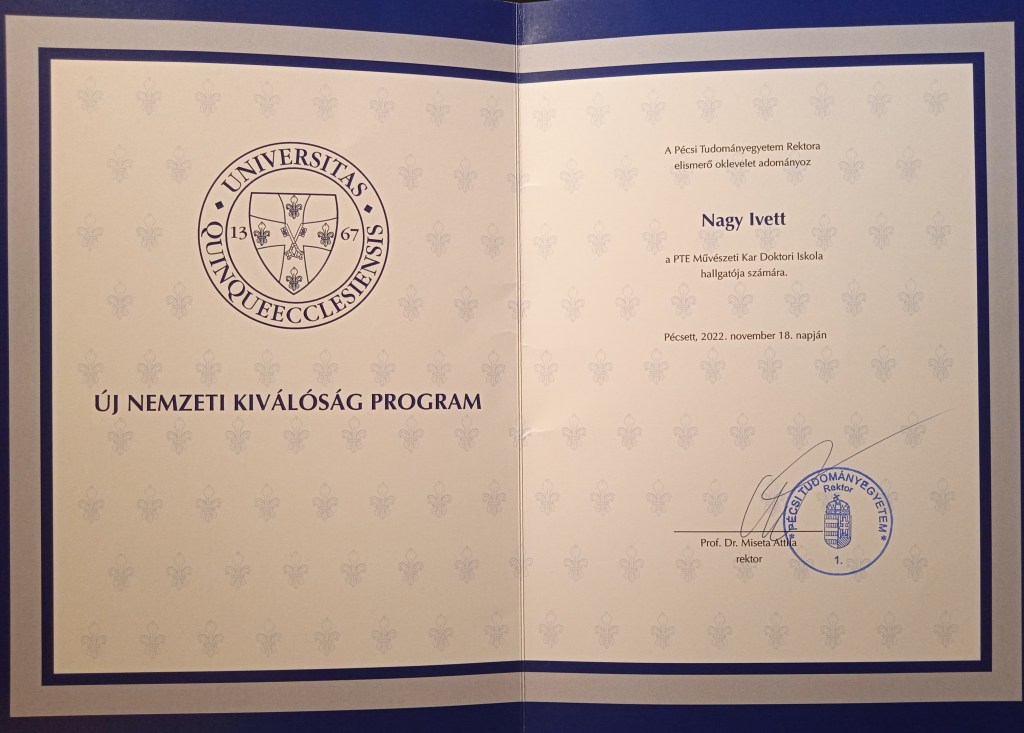 UNIVERSITAS
QUINQUEECCLESIENSIS
13 67
ÚJ NEMZETI KIVÁLÓSÁG PROGRAM
A Pécsi Tudományegyetem Rektora
elismerő oklevelet adományoz
Nagy Ivett
a PTE Művészeti Kar Doktori Iskola
hallgatója számára.
Pécsett, 2022. november 18. napján
Prof. Dr. Miseta Attila
rektor
* PÉCSI TUDOMÁNYEGYETEM *
Rektor
1.